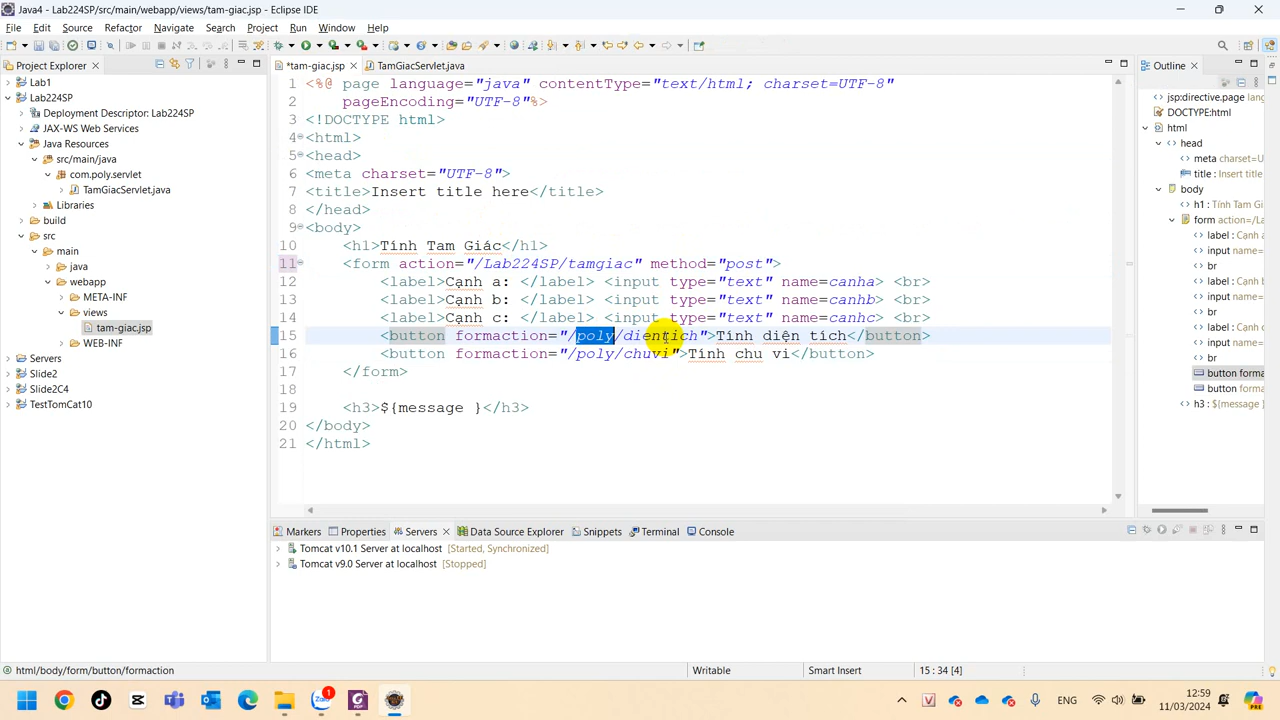 Java4 - Lab224SP/src/main/webapp/views/tam-giac.jsp - Eclipse IDE
File Edit Source Refactor Navigate Search Project Run Window Help
Project Explorer
*tam-giac.jsp
TamGiacServlet.java
Outline
Lab1
Lab224SP
Deployment Descriptor: Lab224SP
JAX-WS Web Services
Java Resources
src/main/java
com.poly.servlet
TamGiacServlet.java
Libraries
build
src
main
java
webapp
META-INF
views
tam-giac.jsp
WEB-INF
Servers
Slide2
Slide2C4
TestTomCat10
1 <%@ page language="java" contentType="text/html; charset=UTF-8"
2 pageEncoding="UTF-8"%>
3 <!DOCTYPE html>
4 <html>
5 <head>
6 <meta charset="UTF-8">
7 <title>Insert title here</title>
8 </head>
9 <body>
10 <h1>Tính Tam Giác</h1>
11 <form action="/Lab224SP/tamgiac" method="post">
12 <label>Cạnh a: </label> <input type="text" name=canha> <br>
13 <label>Cạnh b: </label> <input type="text" name=canhb> <br>
14 <label>Cạnh c: </label> <input type="text" name=canhc> <br>
15 <button formaction="/poly/dientich">Tính diện tích</button>
16 <button formaction="/poly/chuvi">Tính chu vi</button>
17 </form>
18
19 <h3>${message }</h3>
20 </body>
21 </html>
jsp:directive.page lang
DOCTYPE:html
html
head
meta charset=U
title : Insert title
body
h1 : Tính Tam Gi
form action=/L
label : Canh a
input name=
br
label : Canh b
input name=
br
label : Canh c
input name=
br
button forma
button forma
h3 : ${message }
Markers Properties Servers Data Source Explorer Snippets Terminal Console
Tomcat v10.1 Server at localhost [Started, Synchronized]
Tomcat v9.0 Server at localhost [Stopped]
html/body/form/button/formaction
Writable
Smart Insert
15 : 34 [4]
1
ENG
12:59
11/03/2024